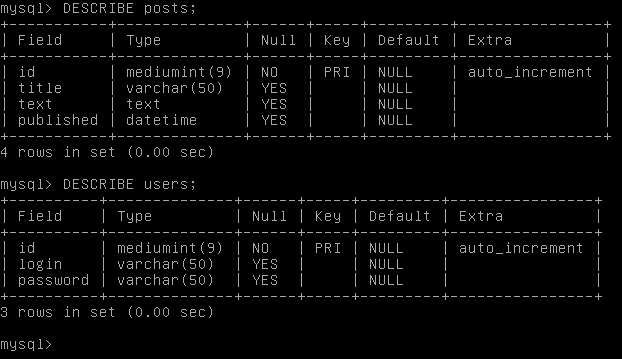 mysql> DESCRIBE posts;
+-----------+--------------+------+-----+---------+----------------+
| Field     | Type         | Null | Key | Default | Extra          |
+-----------+--------------+------+-----+---------+----------------+
| id        | mediumint(9) | NO   | PRI | NULL    | auto_increment |
| title     | varchar(50)  | YES  |     | NULL    |                |
| text      | text         | YES  |     | NULL    |                |
| published | datetime     | YES  |     | NULL    |                |
+-----------+--------------+------+-----+---------+----------------+
4 rows in set (0.00 sec)
mysql> DESCRIBE users;
+----------+--------------+------+-----+---------+----------------+
| Field    | Type         | Null | Key | Default | Extra          |
+----------+--------------+------+-----+---------+----------------+
| id       | mediumint(9) | NO   | PRI | NULL    | auto_increment |
| login    | varchar(50)  | YES  |     | NULL    |                |
| password | varchar(50)  | YES  |     | NULL    |                |
+----------+--------------+------+-----+---------+----------------+
3 rows in set (0.00 sec)
mysql>